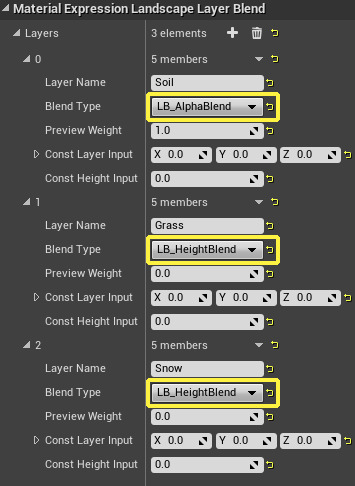 Material Expression Landscape Layer Blend
Layers 3 elements
0 5 members
Layer Name Soil
Blend Type LB_AlphaBlend
Preview Weight 1.0
Const Layer Input X 0.0 Y 0.0 Z 0.0
Const Height Input 0.0
1 5 members
Layer Name Grass
Blend Type LB_HeightBlend
Preview Weight 0.0
Const Layer Input X 0.0 Y 0.0 Z 0.0
Const Height Input 0.0
2 5 members
Layer Name Snow
Blend Type LB_HeightBlend
Preview Weight 0.0
Const Layer Input X 0.0 Y 0.0 Z 0.0
Const Height Input 0.0